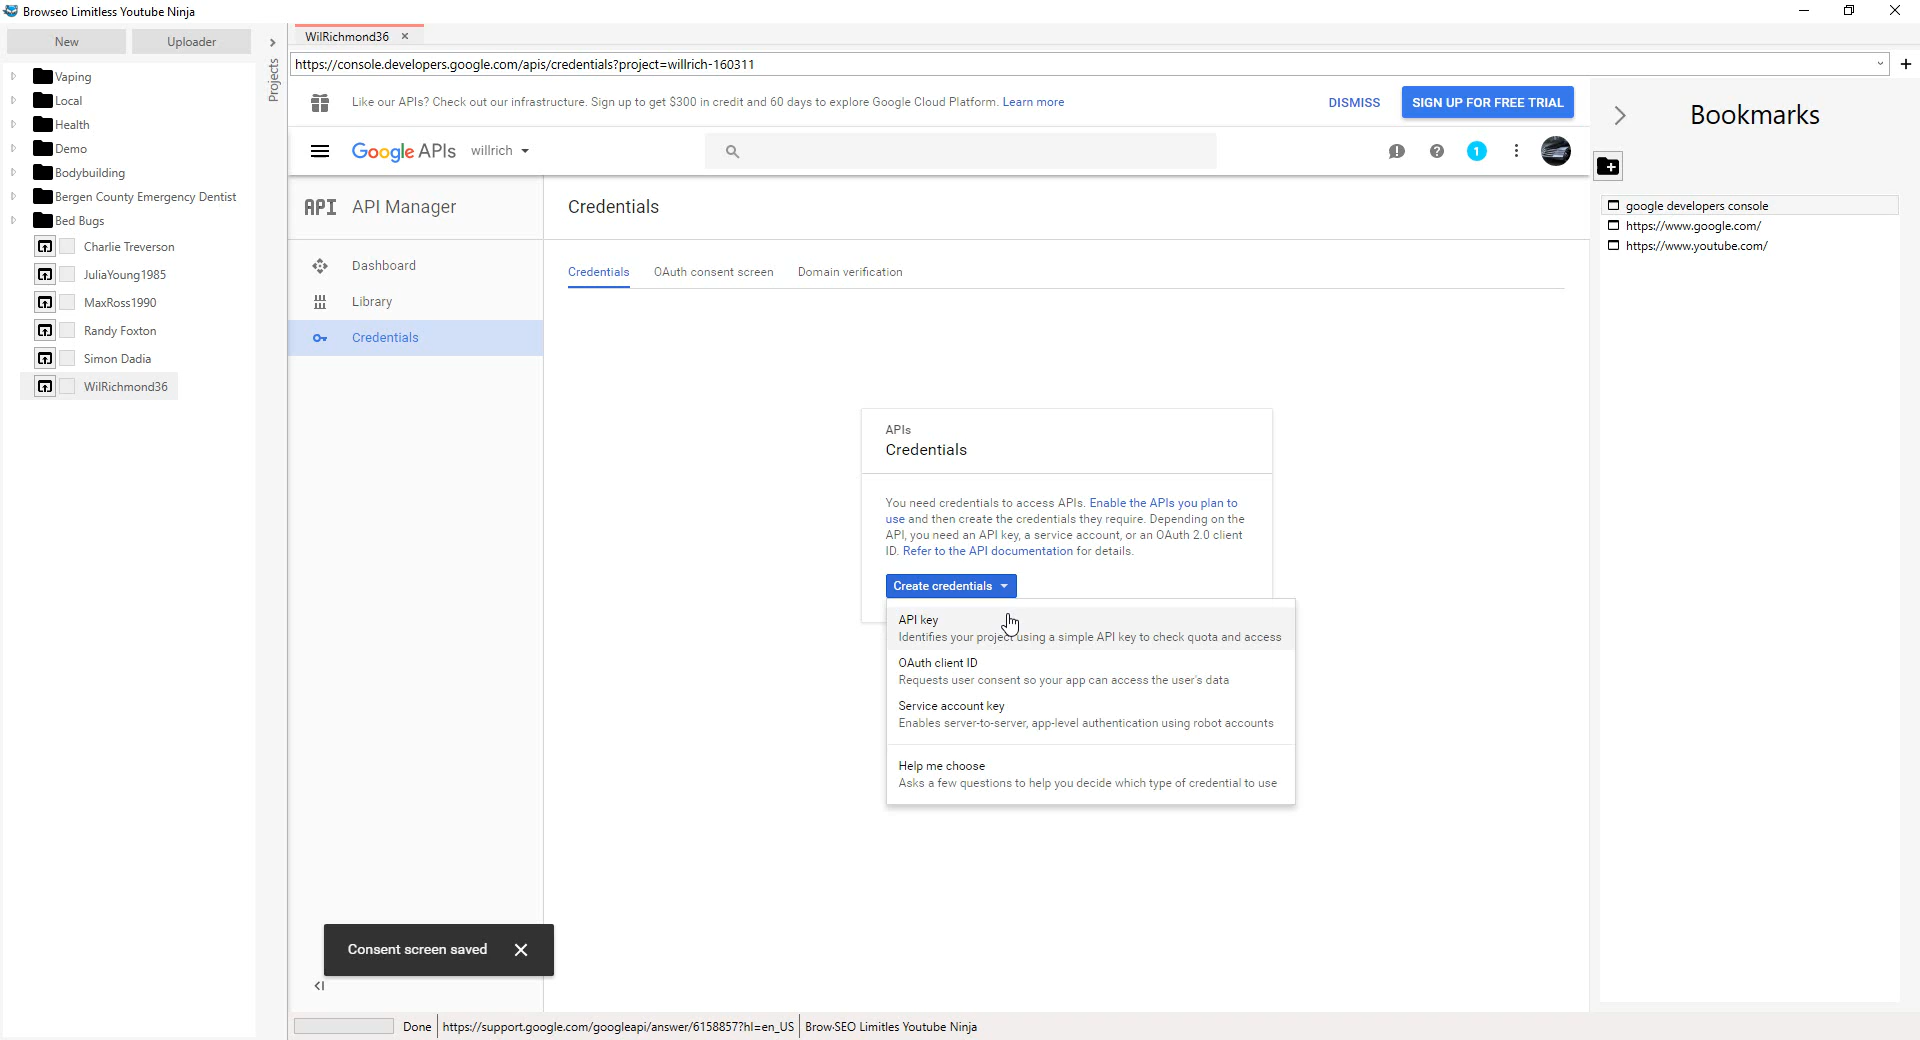 Browseo Limitless Youtube Ninja
New
Uploader
Projects
Vaping
Local
Health
Demo
Bodybuilding
Bergen County Emergency Dentist
Bed Bugs
Charlie Treverson
JuliaYoung1985
MaxRoss1990
Randy Foxton
Simon Dadia
WilRichmond36
WilRichmond36
https://console.developers.google.com/apis/credentials?project=willrich-160311
Like our APIs? Check out our infrastructure. Sign up to get $300 in credit and 60 days to explore Google Cloud Platform. Learn more
DISMISS
SIGN UP FOR FREE TRIAL
Google APIs
willrich
1
API API Manager
Dashboard
Library
Credentials
Credentials
Credentials
OAuth consent screen
Domain verification
APIs
Credentials
You need credentials to access APIs. Enable the APIs you plan to
use and then create the credentials they require. Depending on the
API, you need an API key, a service account, or an OAuth 2.0 client
ID. Refer to the API documentation for details.
Create credentials
API key
Identifies your project using a simple API key to check quota and access
OAuth client ID
Requests user consent so your app can access the user's data
Service account key
Enables server-to-server, app-level authentication using robot accounts
Help me choose
Asks a few questions to help you decide which type of credential to use
Consent screen saved
Bookmarks
google developers console
https://www.google.com/
https://www.youtube.com/
Done
https://support.google.com/googleapi/answer/6158857?hl=en_US
Brow-SEO Limitles Youtube Ninja